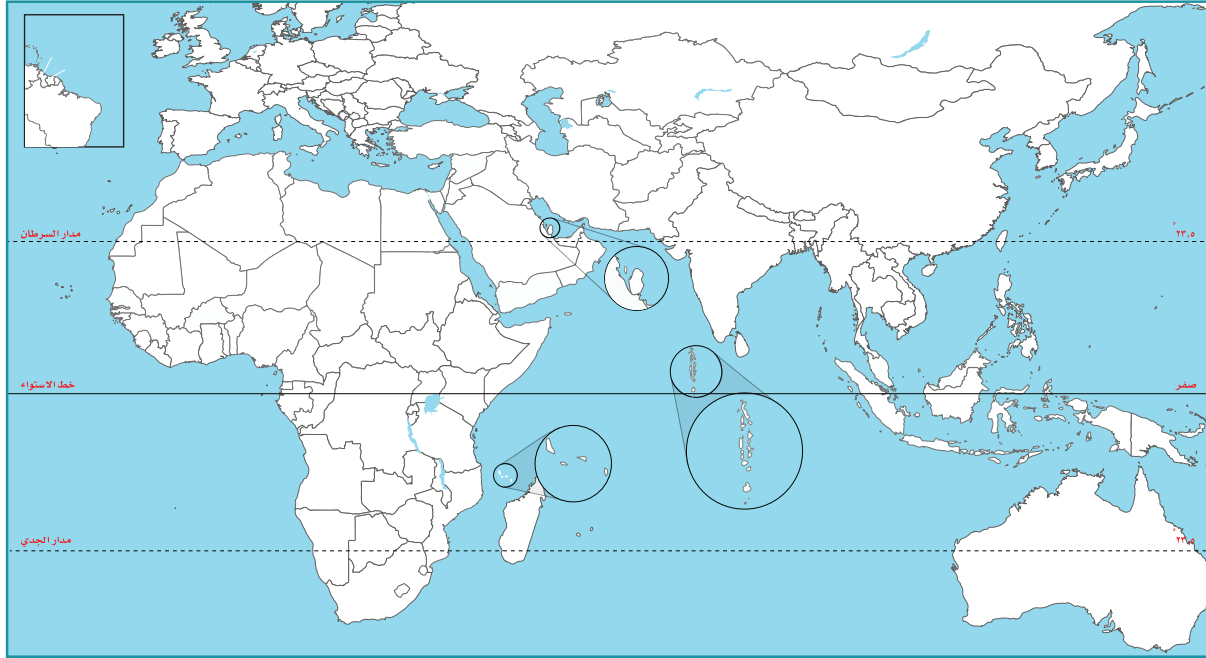 مدار السرطان
°٢٣,٥
خط الاستواء
صفر
مدار الجدي
°٢٣,٥